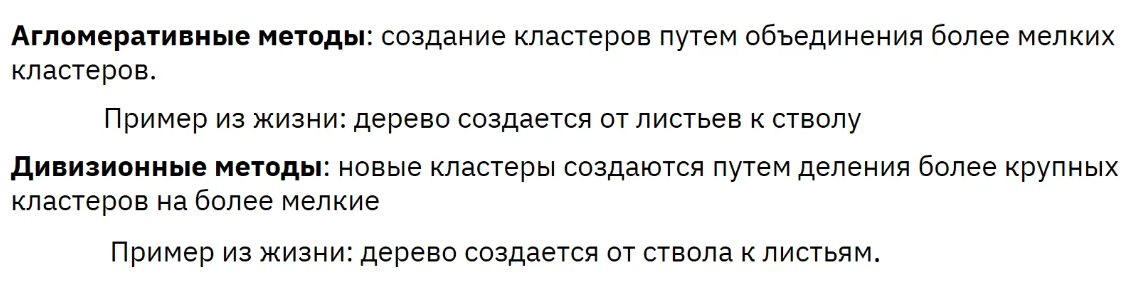 Агломеративные методы: создание кластеров путем объединения более мелких
кластеров.
Пример из жизни: дерево создается от листьев к стволу
Дивизионные методы: новые кластеры создаются путем деления более крупных
кластеров на более мелкие
Пример из жизни: дерево создается от ствола к листьям.